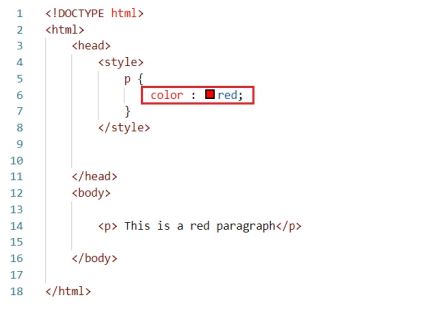 1 <!DOCTYPE html>
2 <html>
3 <head>
4 <style>
5 p {
6 color : red;
7 }
8 </style>
9
10
11 </head>
12 <body>
13
14 <p> This is a red paragraph</p>
15
16 </body>
17
18 </html>